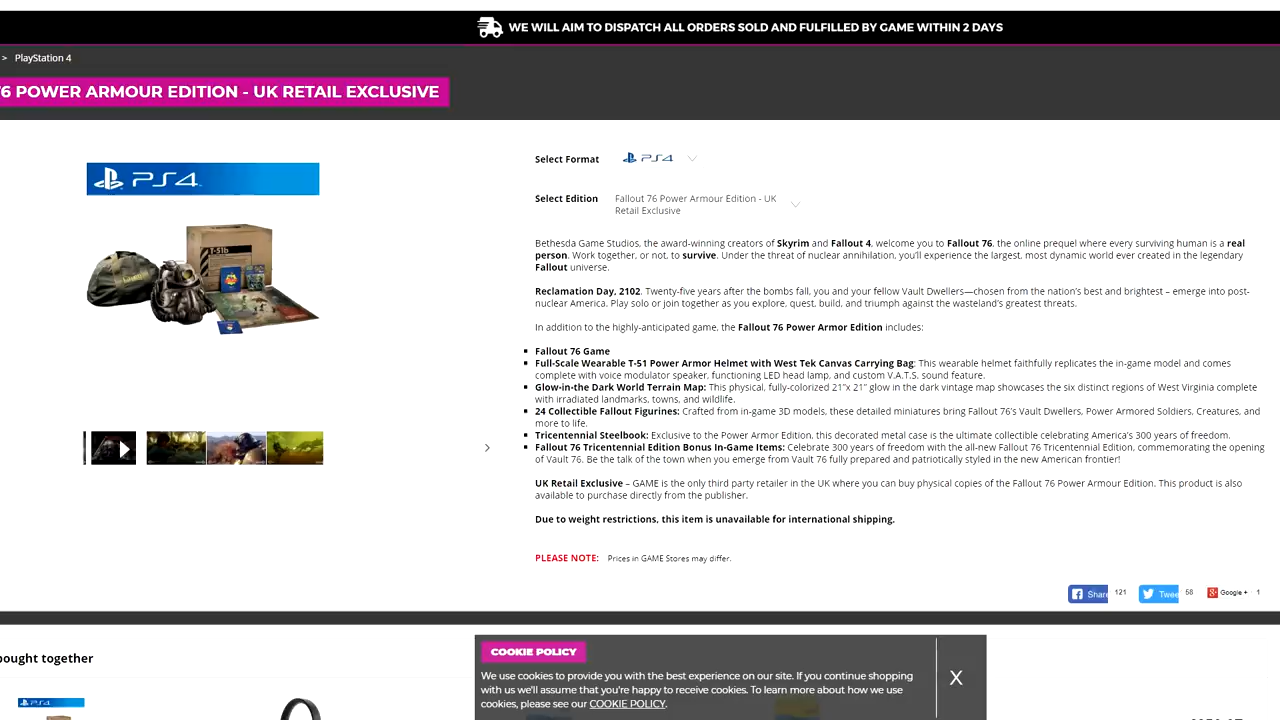 WE WILL AIM TO DISPATCH ALL ORDERS SOLD AND FULFILLED BY GAME WITHIN 2 DAYS
> PlayStation 4
6 POWER ARMOUR EDITION - UK RETAIL EXCLUSIVE
PS4
Select Format PS4
Select Edition Fallout 76 Power Armour Edition - UK
Retail Exclusive
T-51b
Bethesda Game Studios, the award-winning creators of Skyrim and Fallout 4, welcome you to Fallout 76, the online prequel where every surviving human is a real
person. Work together, or not, to survive. Under the threat of nuclear annihilation, you'll experience the largest, most dynamic world ever created in the legendary
Fallout universe.
Reclamation Day, 2102. Twenty-five years after the bombs fall, you and your fellow Vault Dwellers—chosen from the nation's best and brightest – emerge into post-
nuclear America. Play solo or join together as you explore, quest, build, and triumph against the wasteland's greatest threats.
In addition to the highly-anticipated game, the Fallout 76 Power Armor Edition includes:
Fallout 76 Game
Full-Scale Wearable T-51 Power Armor Helmet with West Tek Canvas Carrying Bag: This wearable helmet faithfully replicates the in-game model and comes
complete with voice modulator speaker, functioning LED head lamp, and custom V.A.T.S. sound feature.
Glow-in-the Dark World Terrain Map: This physical, fully-colorized 21"x 21" glow in the dark vintage map showcases the six distinct regions of West Virginia complete
with irradiated landmarks, towns, and wildlife.
24 Collectible Fallout Figurines: Crafted from in-game 3D models, these detailed miniatures bring Fallout 76's Vault Dwellers, Power Armored Soldiers, Creatures, and
more to life.
Tricentennial Steelbook: Exclusive to the Power Armor Edition, this decorated metal case is the ultimate collectible celebrating America's 300 years of freedom.
Fallout 76 Tricentennial Edition Bonus In-Game Items: Celebrate 300 years of freedom with the all-new Fallout 76 Tricentennial Edition, commemorating the opening
of Vault 76. Be the talk of the town when you emerge from Vault 76 fully prepared and patriotically styled in the new American frontier!
UK Retail Exclusive – GAME is the only third party retailer in the UK where you can buy physical copies of the Fallout 76 Power Armour Edition. This product is also
available to purchase directly from the publisher.
Due to weight restrictions, this item is unavailable for international shipping.
PLEASE NOTE: Prices in GAME Stores may differ.
Share 121 Twee 58 Google + 1
bought together
PS4
COOKIE POLICY
We use cookies to provide you with the best experience on our site. If you continue shopping
with us we'll assume that you're happy to receive cookies. To learn more about how we use
cookies, please see our COOKIE POLICY.
X